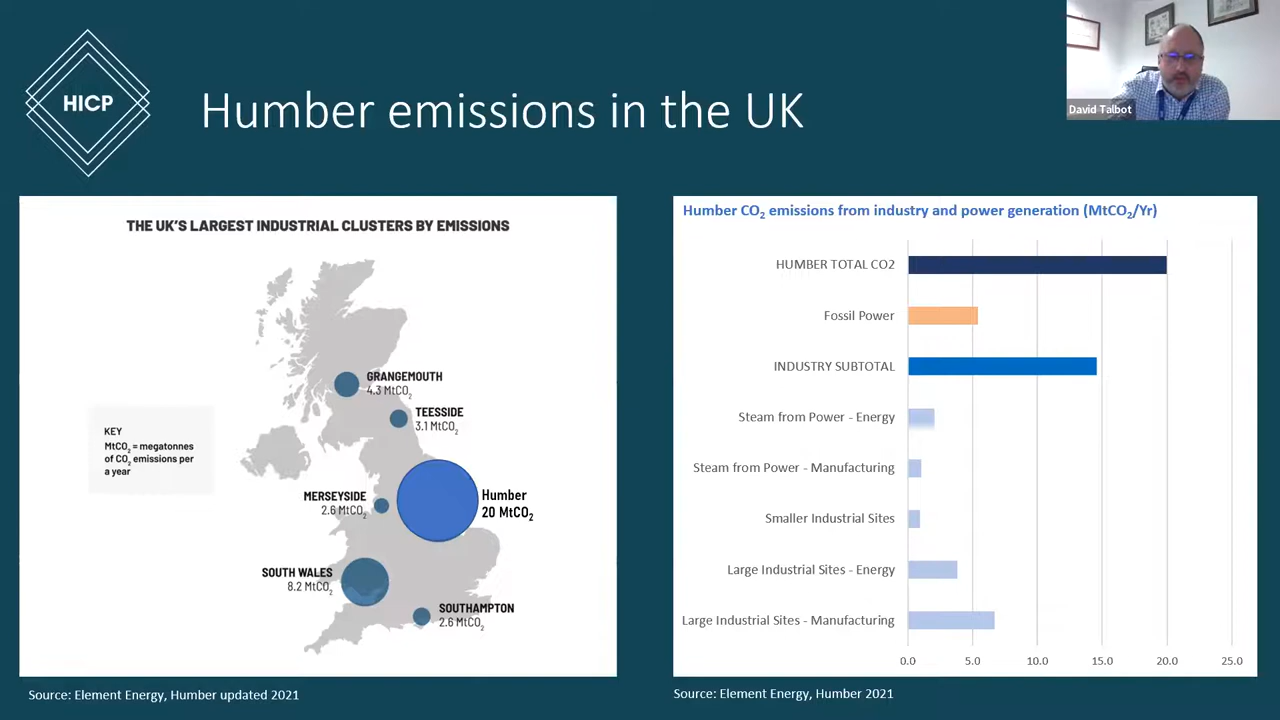 HICP
Humber emissions in the UK
David Talbot
THE UK'S LARGEST INDUSTRIAL CLUSTERS BY EMISSIONS
GRANGEMOUTH
4.3 MtCO₂
TEESSIDE
3.1 MtCO₂
KEY
MtCO₂ = megatonnes
of CO₂ emissions per
a year
MERSEYSIDE
2.6 MtCO₂
Humber
20 MtCO₂
SOUTH WALES
8.2 MtCO₂
SOUTHAMPTON
2.6 MtCO₂
Source: Element Energy, Humber updated 2021
Humber CO₂ emissions from industry and power generation (MtCO₂/Yr)
HUMBER TOTAL CO2
Fossil Power
INDUSTRY SUBTOTAL
Steam from Power - Energy
Steam from Power - Manufacturing
Smaller Industrial Sites
Large Industrial Sites - Energy
Large Industrial Sites - Manufacturing
0.0 5.0 10.0 15.0 20.0 25.0
Source: Element Energy, Humber 2021